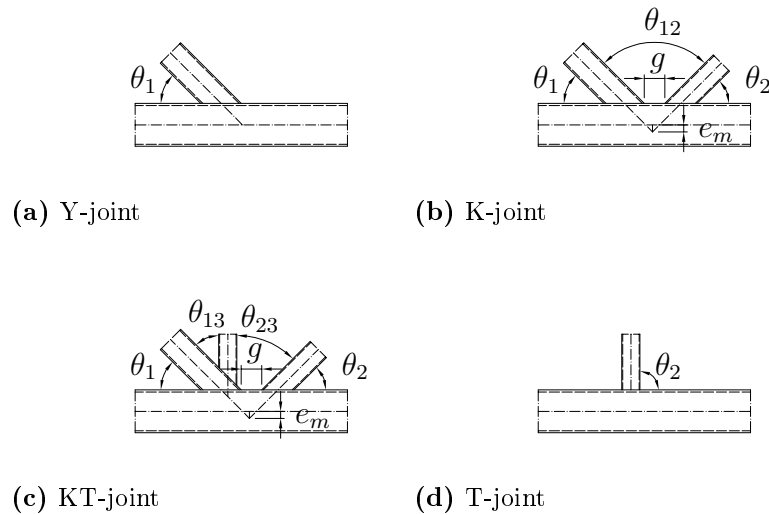 θ₁
(a) Y-joint
θ₁₂
θ₁ g θ₂
eₘ
(b) K-joint
θ₁₃ θ₂₃
θ₁ g θ₂
eₘ
(c) KT-joint
θ₂
(d) T-joint